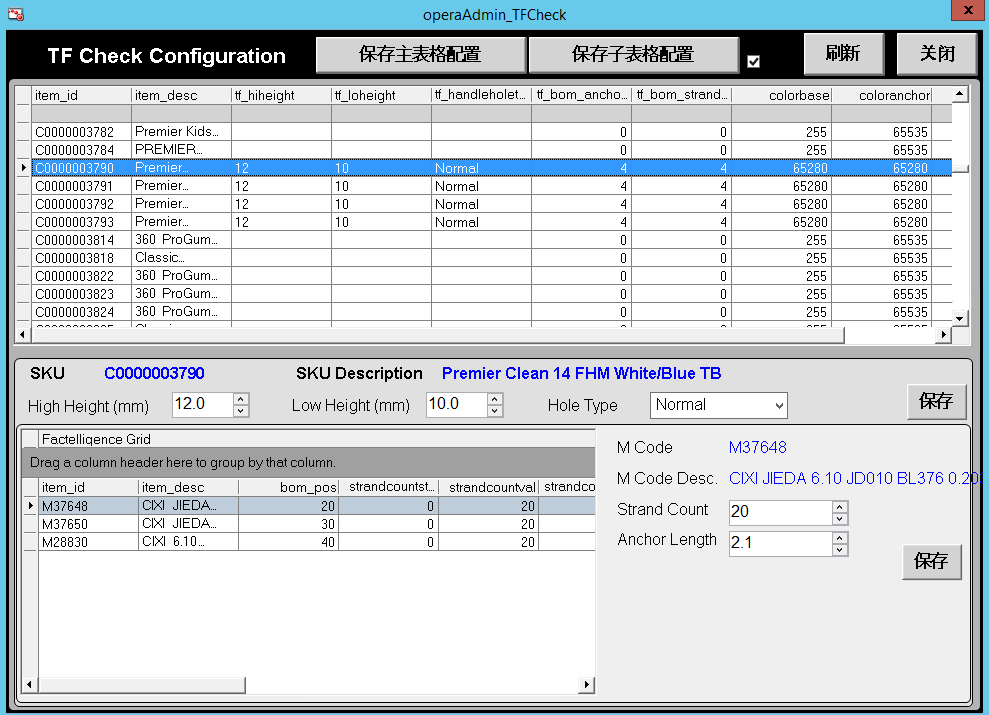 operaAdmin_TFCheck
x
TF Check Configuration 保存主表格配置 保存子表格配置 刷新 关闭
item_id item_desc tf_hiheight tf_loheight tf_handleholet... tf_bom_ancho... tf_bom_strand... colorbase coloranchor
C0000003782 Premier Kids... 0 0 255 65535
C0000003784 PREMIER... 0 0 255 65535
C0000003790 Premier... 12 10 Normal 4 4 65280 65280
C0000003791 Premier... 12 10 Normal 4 4 65280 65280
C0000003792 Premier... 12 10 Normal 4 4 65280 65280
C0000003793 Premier... 12 10 Normal 4 4 65280 65280
C0000003814 360 ProGum... 0 0 255 65535
C0000003818 Classic... 0 0 255 65535
C0000003822 360 ProGum... 0 0 255 65535
C0000003823 360 ProGum... 0 0 255 65535
C0000003824 360 ProGum... 0 0 255 65535
SKU C0000003790 SKU Description Premier Clean 14 FHM White/Blue TB
High Height (mm) 12.0 Low Height (mm) 10.0 Hole Type Normal 保存
Factelligence Grid
Drag a column header here to group by that column.
item_id item_desc bom_pos strandcountst... strandcountval strandco
M37648 CIXI JIEDA... 20 0 20
M37650 CIXI JIEDA... 30 0 20
M28830 CIXI 6.10... 40 0 20
M Code M37648
M Code Desc. CIXI JIEDA 6.10 JD010 BL376 0.20
Strand Count 20
Anchor Length 2.1
保存